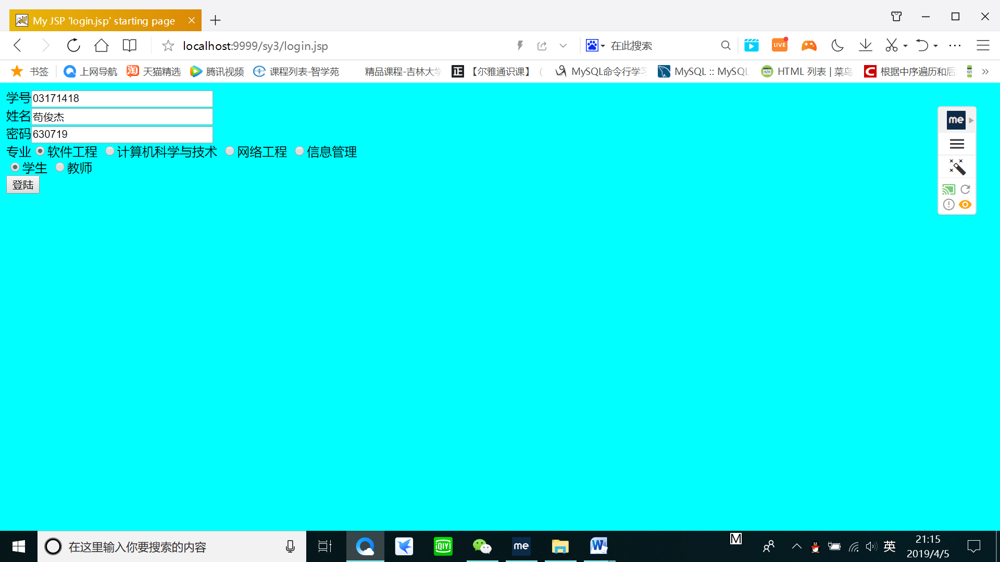 My JSP 'login.jsp' starting page
localhost:9999/sy3/login.jsp
在此搜索
LIVE
书签
上网导航
淘 天猫精选
腾讯视频
课程列表-智学苑
精品课程-吉林大
正 【尔雅通识课】
MySQL命令行学
MySQL :: MySQL
HTML 列表 | 菜鸟
C 根据中序遍历和后
学号 03171418
姓名 苟俊杰
密码 630719
专业 软件工程 计算机科学与技术 网络工程 信息管理
学生 教师
登陆
me
在这里输入你要搜索的内容
iQIYI
me
W
M
英
21:15
2019/4/5